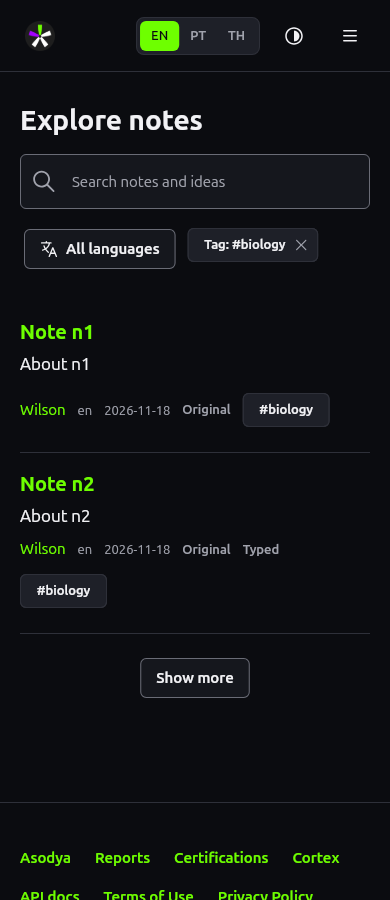 EN PT TH
Explore notes
Search notes and ideas
All languages Tag: #biology
Note n1
About n1
Wilson en 2026-11-18 Original #biology
Note n2
About n2
Wilson en 2026-11-18 Original Typed
#biology
Show more
Asodya Reports Certifications Cortex
API docs Terms of Use Privacy Policy